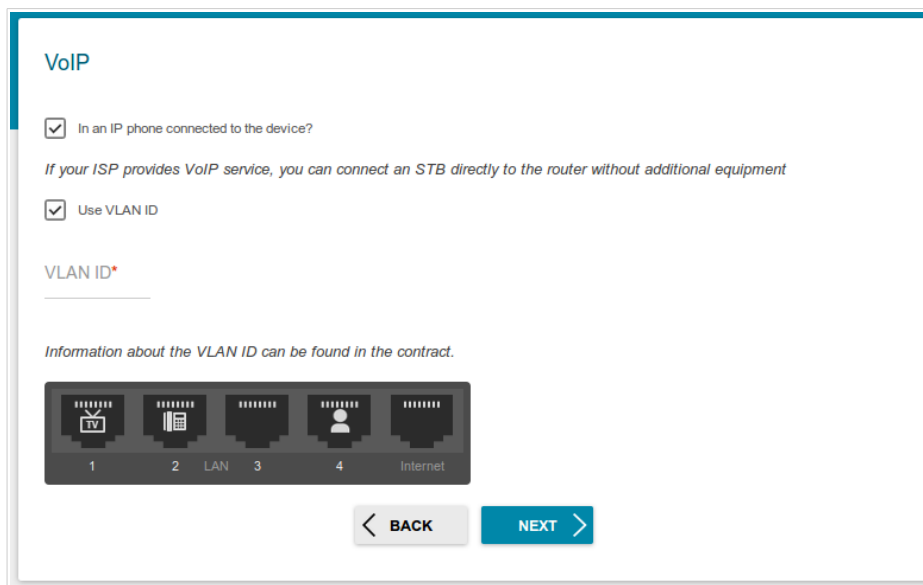 VoIP
In an IP phone connected to the device?
If your ISP provides VoIP service, you can connect an STB directly to the router without additional equipment
Use VLAN ID
VLAN ID*
Information about the VLAN ID can be found in the contract.
TV
1 2 LAN 3 4 Internet
BACK NEXT